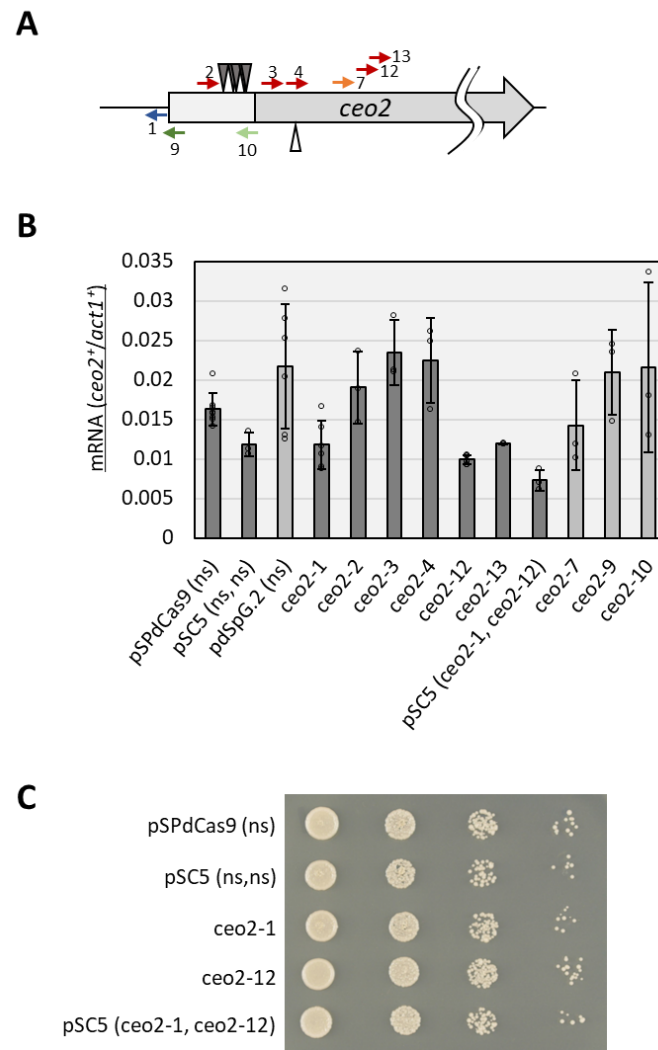 A
13
2
3
4
12
7
ceo2
1
9
10
B
mRNA (ceo2⁺/act1⁺)
0.035
0.03
0.025
0.02
0.015
0.01
0.005
0
pSPdCas9 (ns)
pSC5 (ns, ns)
pdSpG.2 (ns)
ceo2-1
ceo2-2
ceo2-3
ceo2-4
ceo2-12
ceo2-13
pSC5 (ceo2-1, ceo2-12)
ceo2-7
ceo2-9
ceo2-10
C
pSPdCas9 (ns)
pSC5 (ns,ns)
ceo2-1
ceo2-12
pSC5 (ceo2-1, ceo2-12)